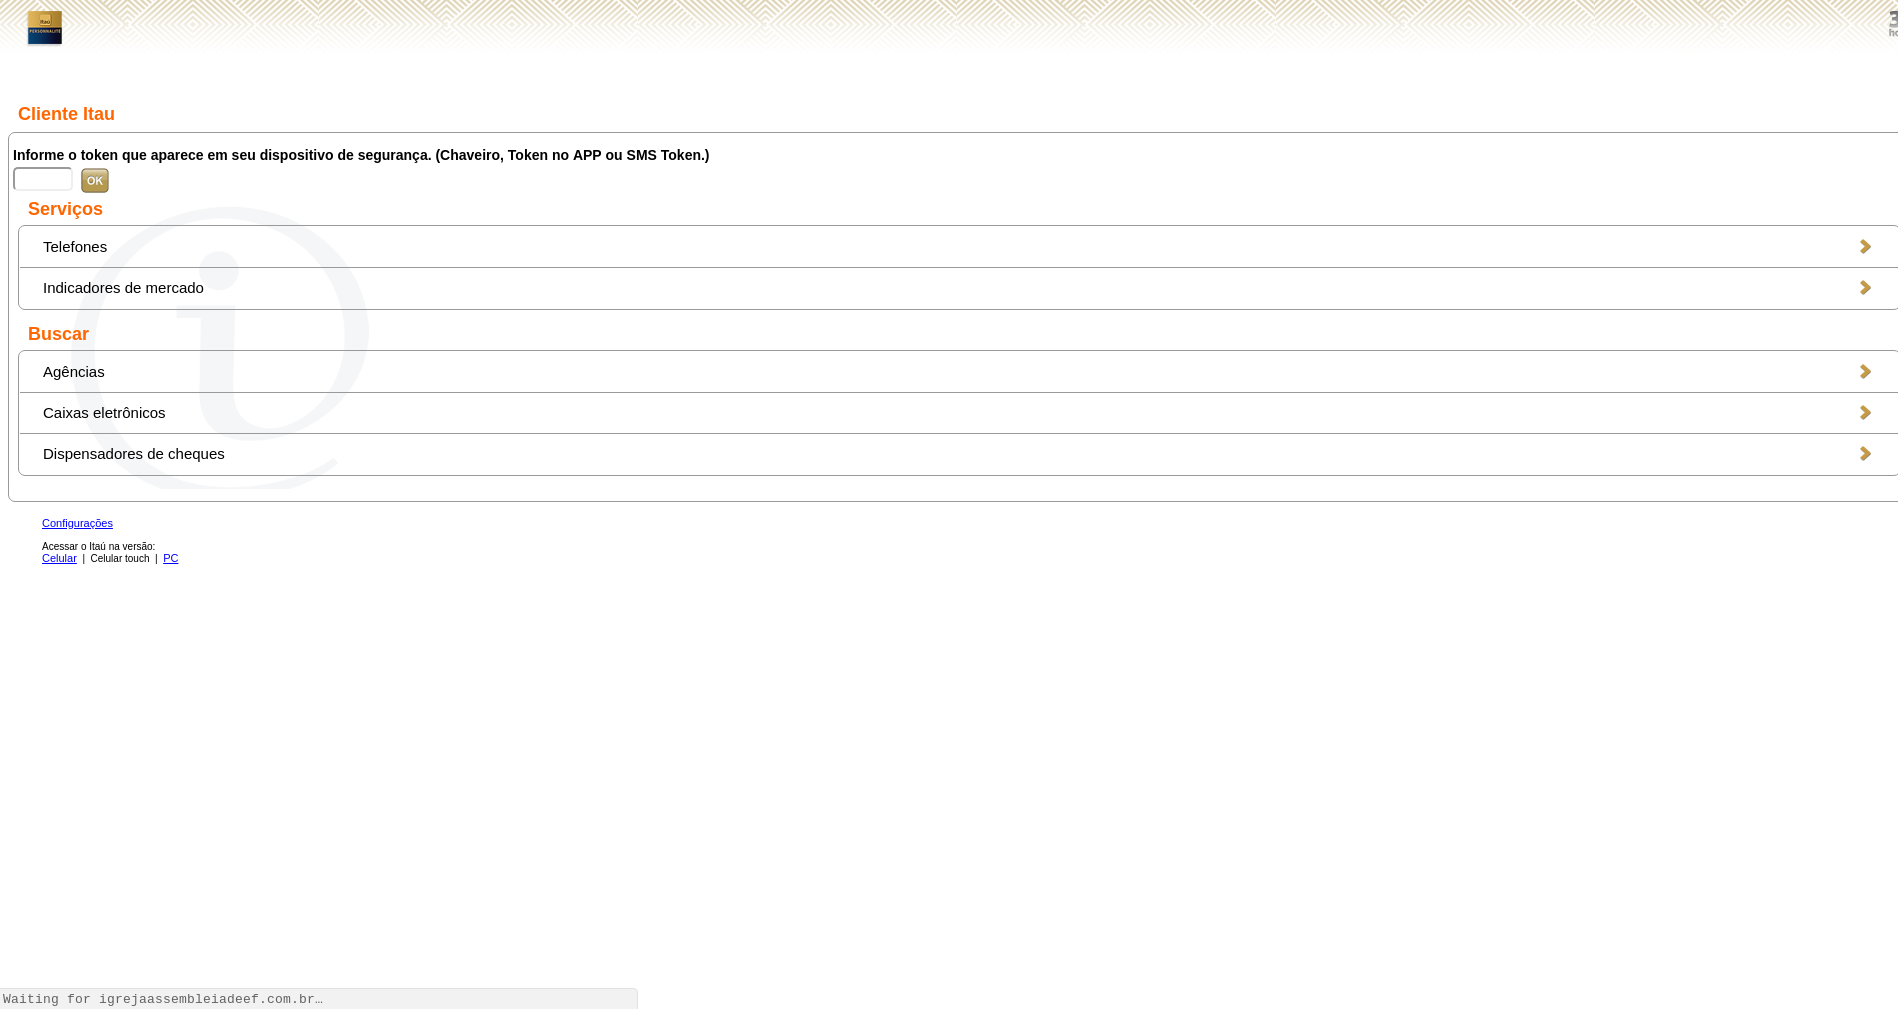 Itaú
PERSONNALITÉ
3
ho
Cliente Itau
Informe o token que aparece em seu dispositivo de segurança. (Chaveiro, Token no APP ou SMS Token.)
OK
Serviços
Telefones
Indicadores de mercado
Buscar
Agências
Caixas eletrônicos
Dispensadores de cheques
Configurações
Acessar o Itaú na versão:
Celular | Celular touch | PC
Waiting for igrejaassembleiadeef.com.br…